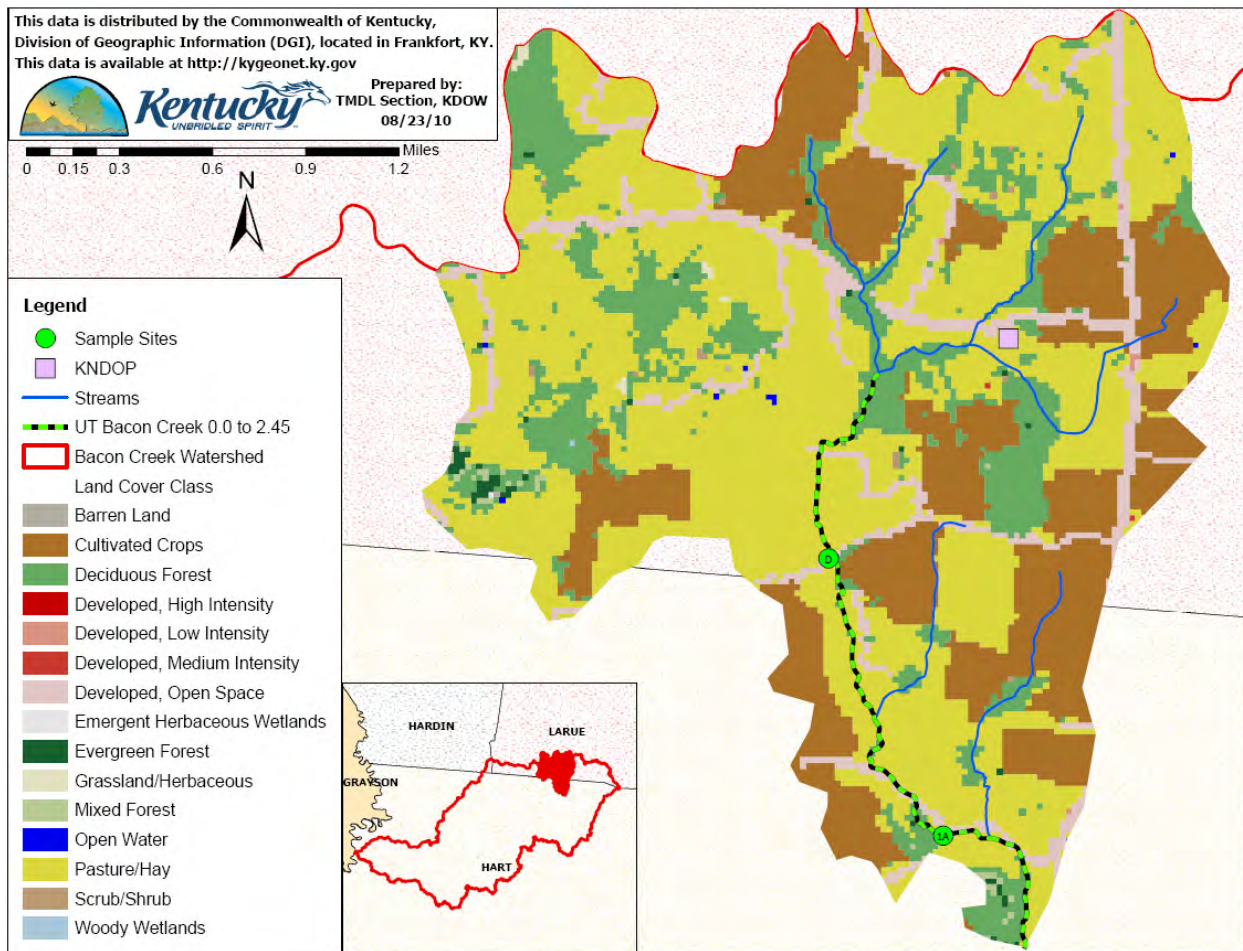 This data is distributed by the Commonwealth of Kentucky,
Division of Geographic Information (DGI), located in Frankfort, KY.
This data is available at http://kygeonet.ky.gov
Kentucky
UNBRIDLED SPIRIT
Prepared by:
TMDL Section, KDOW
08/23/10
Miles
0 0.15 0.3 0.6 0.9 1.2
N
Legend
Sample Sites
KNDOP
Streams
UT Bacon Creek 0.0 to 2.45
Bacon Creek Watershed
Land Cover Class
Barren Land
Cultivated Crops
Deciduous Forest
Developed, High Intensity
Developed, Low Intensity
Developed, Medium Intensity
Developed, Open Space
Emergent Herbaceous Wetlands
Evergreen Forest
Grassland/Herbaceous
Mixed Forest
Open Water
Pasture/Hay
Scrub/Shrub
Woody Wetlands
HARDIN
LARUE
GRAYSON
HART
D
1A